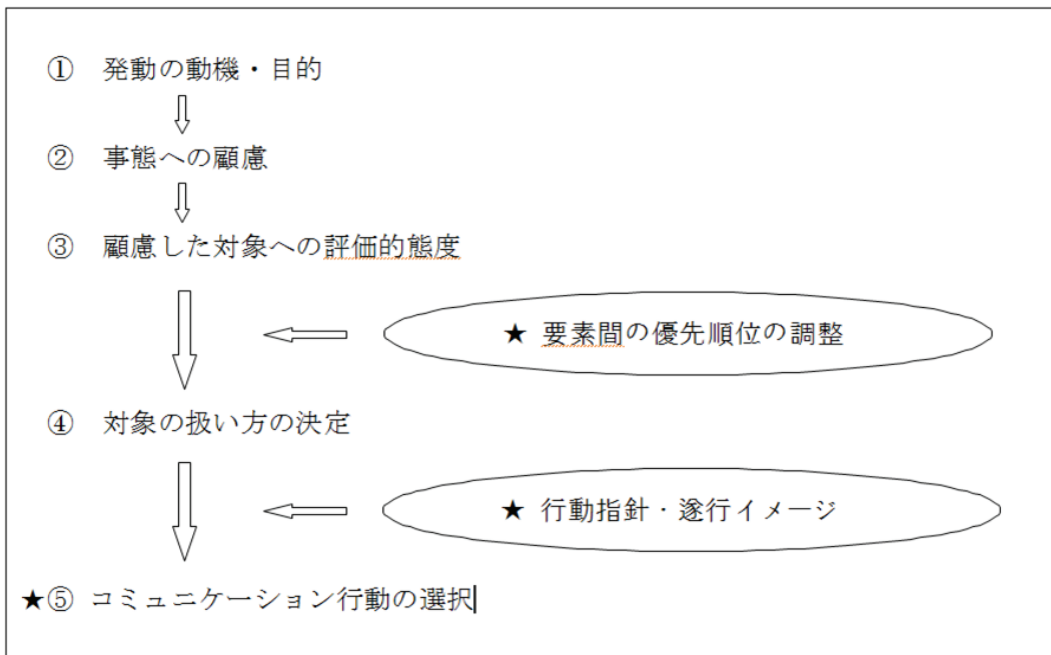 ① 発動の動機・目的
② 事態への顧慮
③ 顧慮した対象への評価的態度
★ 要素間の優先順位の調整
④ 対象の扱い方の決定
★ 行動指針・遂行イメージ
★⑤ コミュニケーション行動の選択